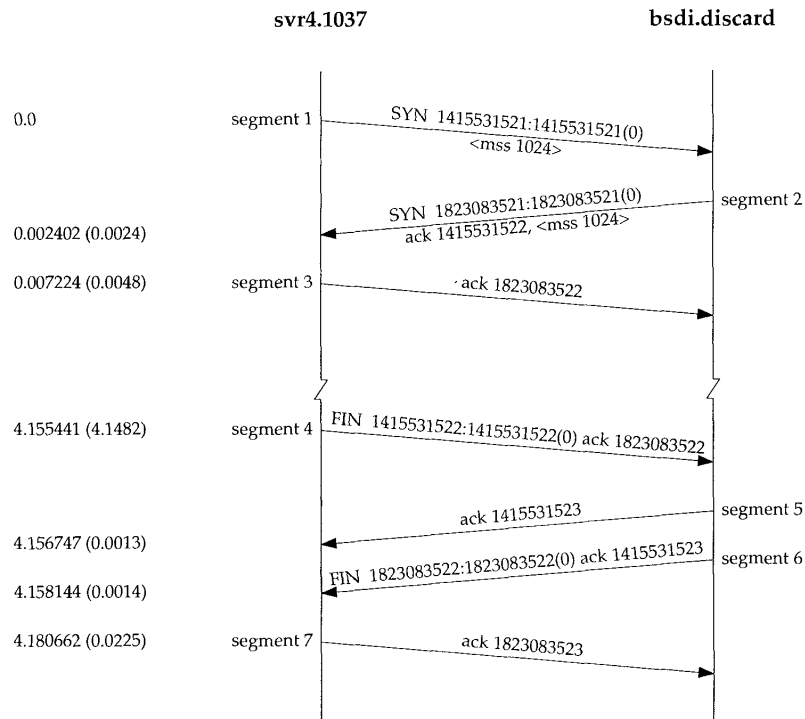 svr4.1037 bsdi.discard
0.0 segment 1 SYN 1415531521:1415531521(0)
<mss 1024>
SYN 1823083521:1823083521(0) segment 2
0.002402 (0.0024) ack 1415531522, <mss 1024>
0.007224 (0.0048) segment 3 ack 1823083522
4.155441 (4.1482) segment 4 FIN 1415531522:1415531522(0) ack 1823083522
ack 1415531523 segment 5
4.156747 (0.0013)
FIN 1823083522:1823083522(0) ack 1415531523 segment 6
4.158144 (0.0014)
4.180662 (0.0225) segment 7 ack 1823083523